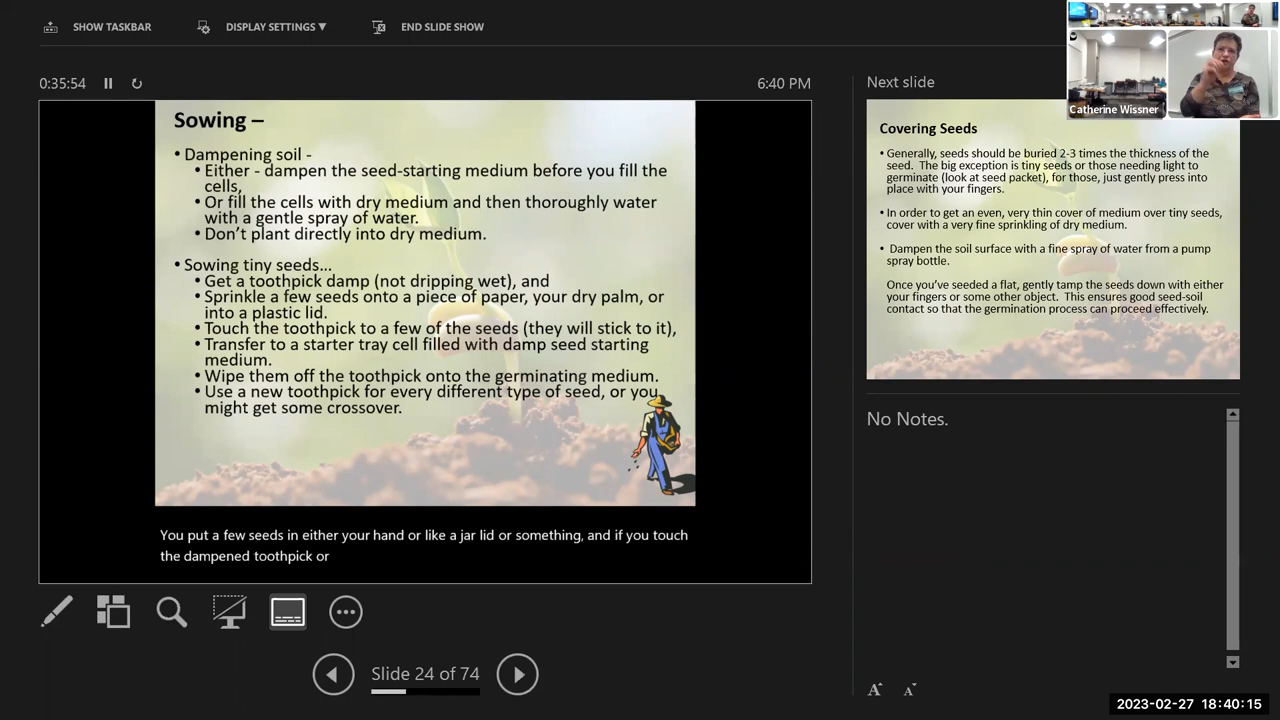 SHOW TASKBAR
DISPLAY SETTINGS ▼
END SLIDE SHOW
0:35:54
6:40 PM
Sowing –
• Dampening soil -
• Either - dampen the seed-starting medium before you fill the
cells,
• Or fill the cells with dry medium and then thoroughly water
with a gentle spray of water.
• Don’t plant directly into dry medium.
• Sowing tiny seeds...
• Get a toothpick damp (not dripping wet), and
• Sprinkle a few seeds onto a piece of paper, your dry palm, or
into a plastic lid.
• Touch the toothpick to a few of the seeds (they will stick to it),
• Transfer to a starter tray cell filled with damp seed starting
medium.
• Wipe them off the toothpick onto the germinating medium.
• Use a new toothpick for every different type of seed, or you
might get some crossover.
You put a few seeds in either your hand or like a jar lid or something, and if you touch
the dampened toothpick or
Slide 24 of 74
Next slide
Catherine Wissner
Covering Seeds
• Generally, seeds should be buried 2-3 times the thickness of the
seed. The big exception is tiny seeds or those needing light to
germinate (look at seed packet), for those, just gently press into
place with your fingers.
• In order to get an even, very thin cover of medium over tiny seeds,
cover with a very fine sprinkling of dry medium.
• Dampen the soil surface with a fine spray of water from a pump
spray bottle.
Once you’ve seeded a flat, gently tamp the seeds down with either
your fingers or some other object. This ensures good seed-soil
contact so that the germination process can proceed effectively.
No Notes.
A A
2023-02-27 18:40:15